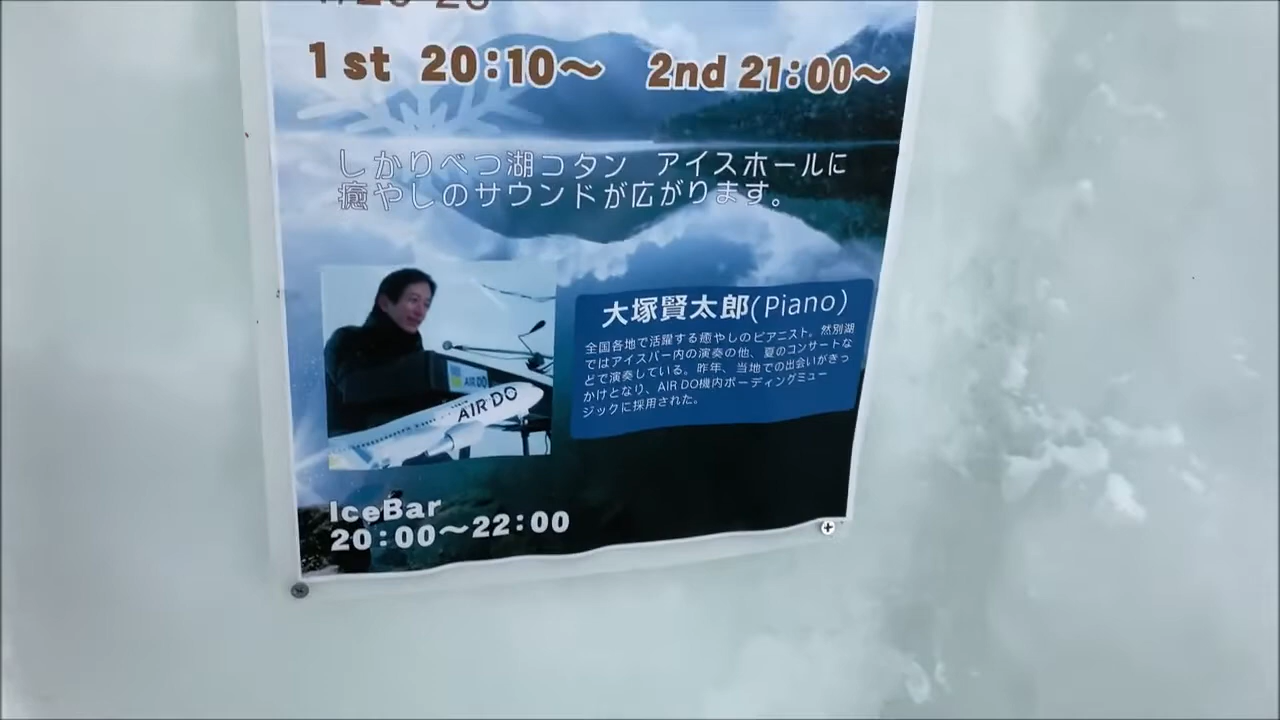 1st 20:10～ 2nd 21:00～
しかりべつ湖コタン アイスホールに
癒やしのサウンドが広がります。
大塚賢太郎(Piano)
全国各地で活躍する癒やしのピアニスト。然別湖
ではアイスバー内の演奏の他、夏のコンサートな
どで演奏している。昨年、当地での出会いがきっ
かけとなり、AIR DO機内ボーディングミュー
ジックに採用された。
AIR DO
AIR DO
IceBar
20:00～22:00